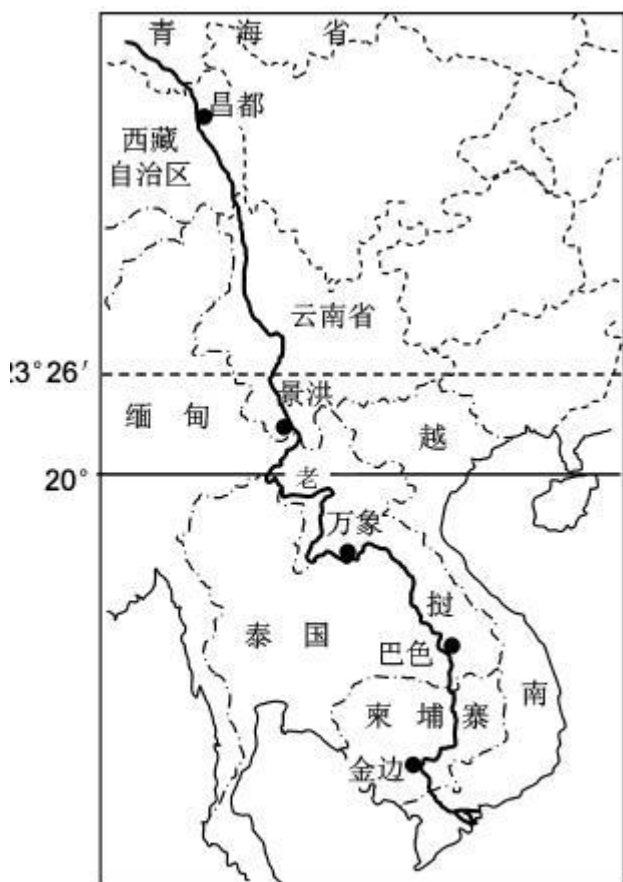 青海省
昌都
西藏
自治区
云南省
3°26′
景洪
缅甸
越
20°
老
万象
挝
泰国
巴色
南
柬埔寨
金边